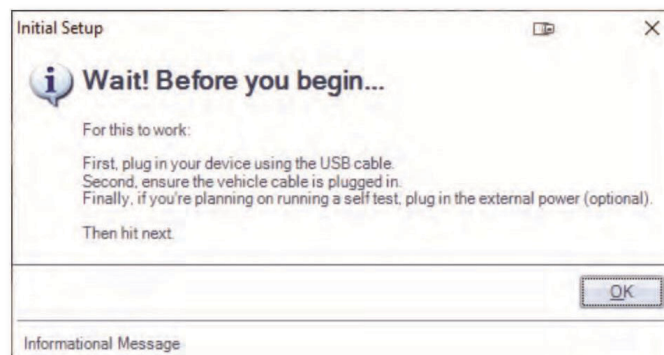 Initial Setup
Wait! Before you begin...
For this to work:
First, plug in your device using the USB cable.
Second, ensure the vehicle cable is plugged in.
Finally, if you're planning on running a self test, plug in the external power (optional).
Then hit next.
OK
Informational Message